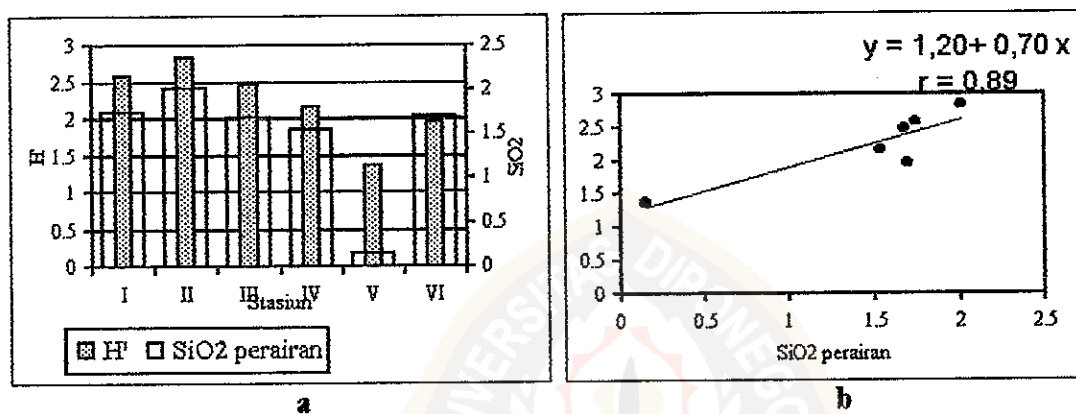 3
2.5
2
1.5
1
0.5
0
H'
2.5
2
1.5
1
0.5
0
SiO2
I II III IV V VI
Stasiun
H' SiO2 perairan
a
y = 1,20+ 0,70 x
r = 0,89
3
2.5
2
1.5
1
0.5
0
0 0.5 1 1.5 2 2.5
SiO2 perairan
b
VERSITAS DIPONEGO